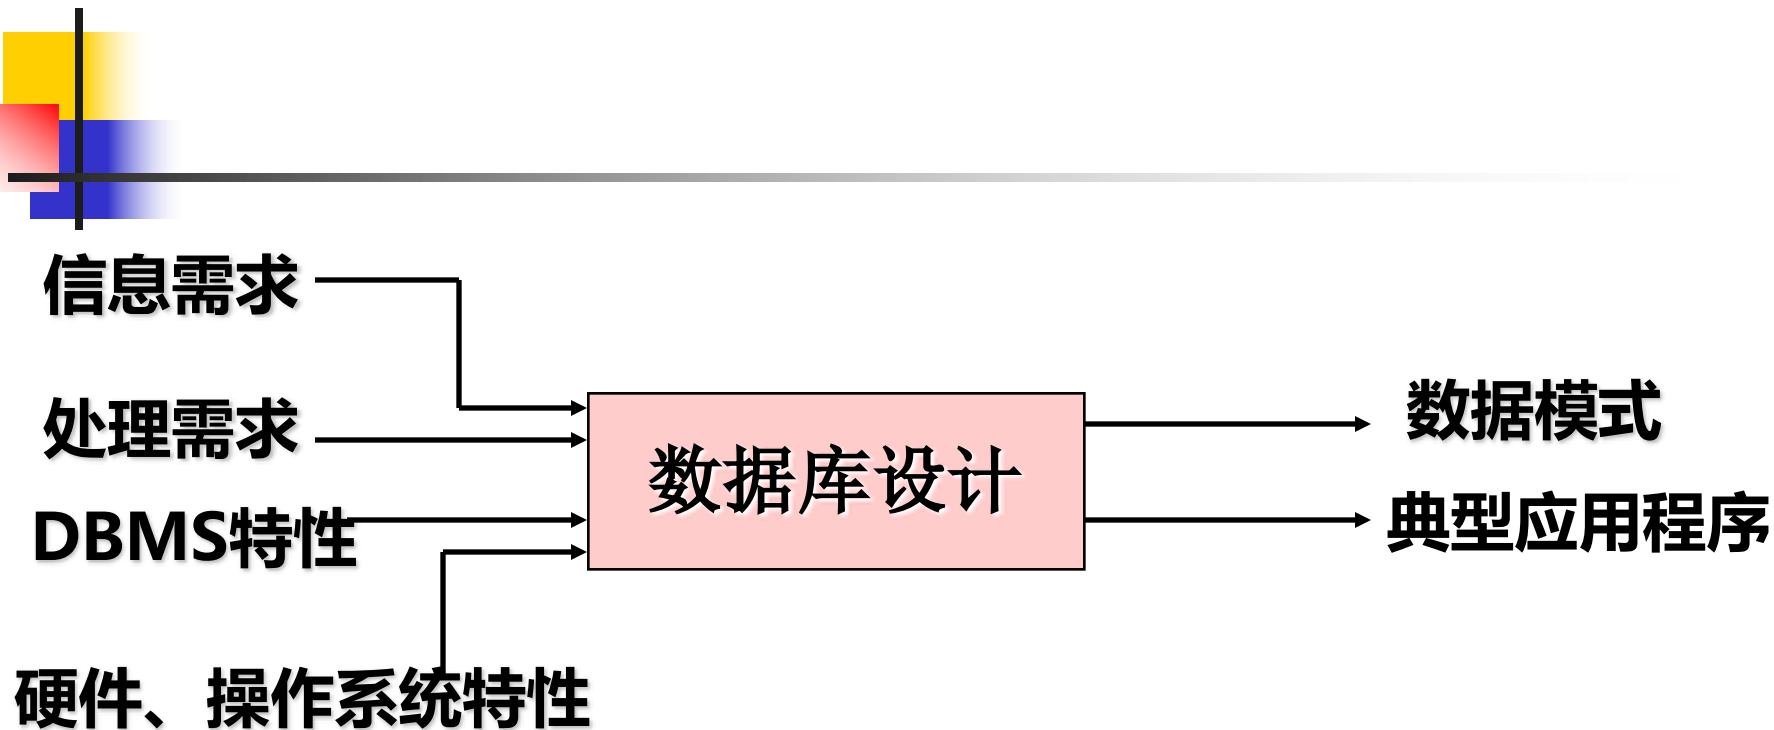 信息需求
处理需求
DBMS特性
硬件、操作系统特性
数据库设计
数据模式
典型应用程序